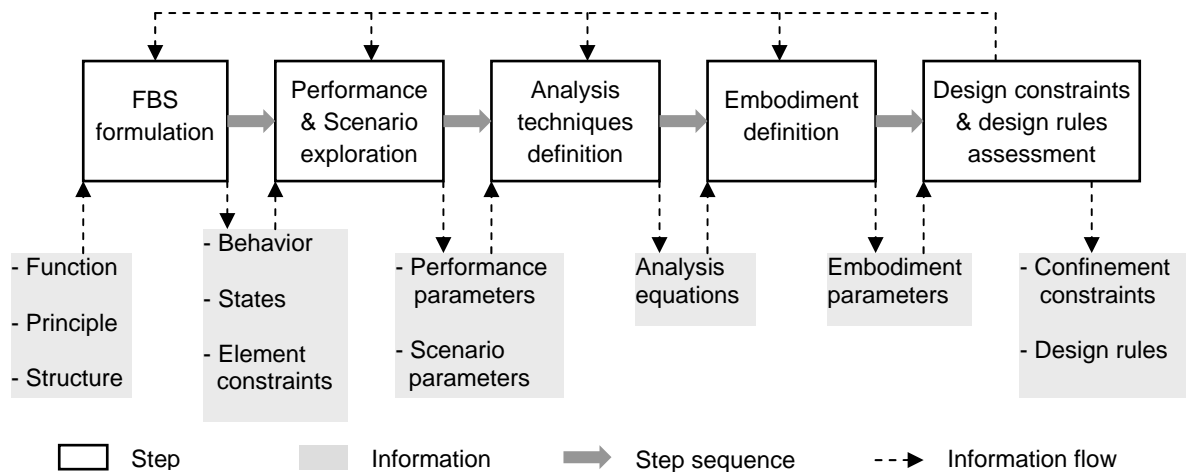 FBS
formulation
Performance
& Scenario
exploration
Analysis
techniques
definition
Embodiment
definition
Design constraints
& design rules
assessment
- Function
- Principle
- Structure
- Behavior
- States
- Element
constraints
- Performance
parameters
- Scenario
parameters
Analysis
equations
Embodiment
parameters
- Confinement
constraints
- Design rules
Step
Information
Step sequence
Information flow